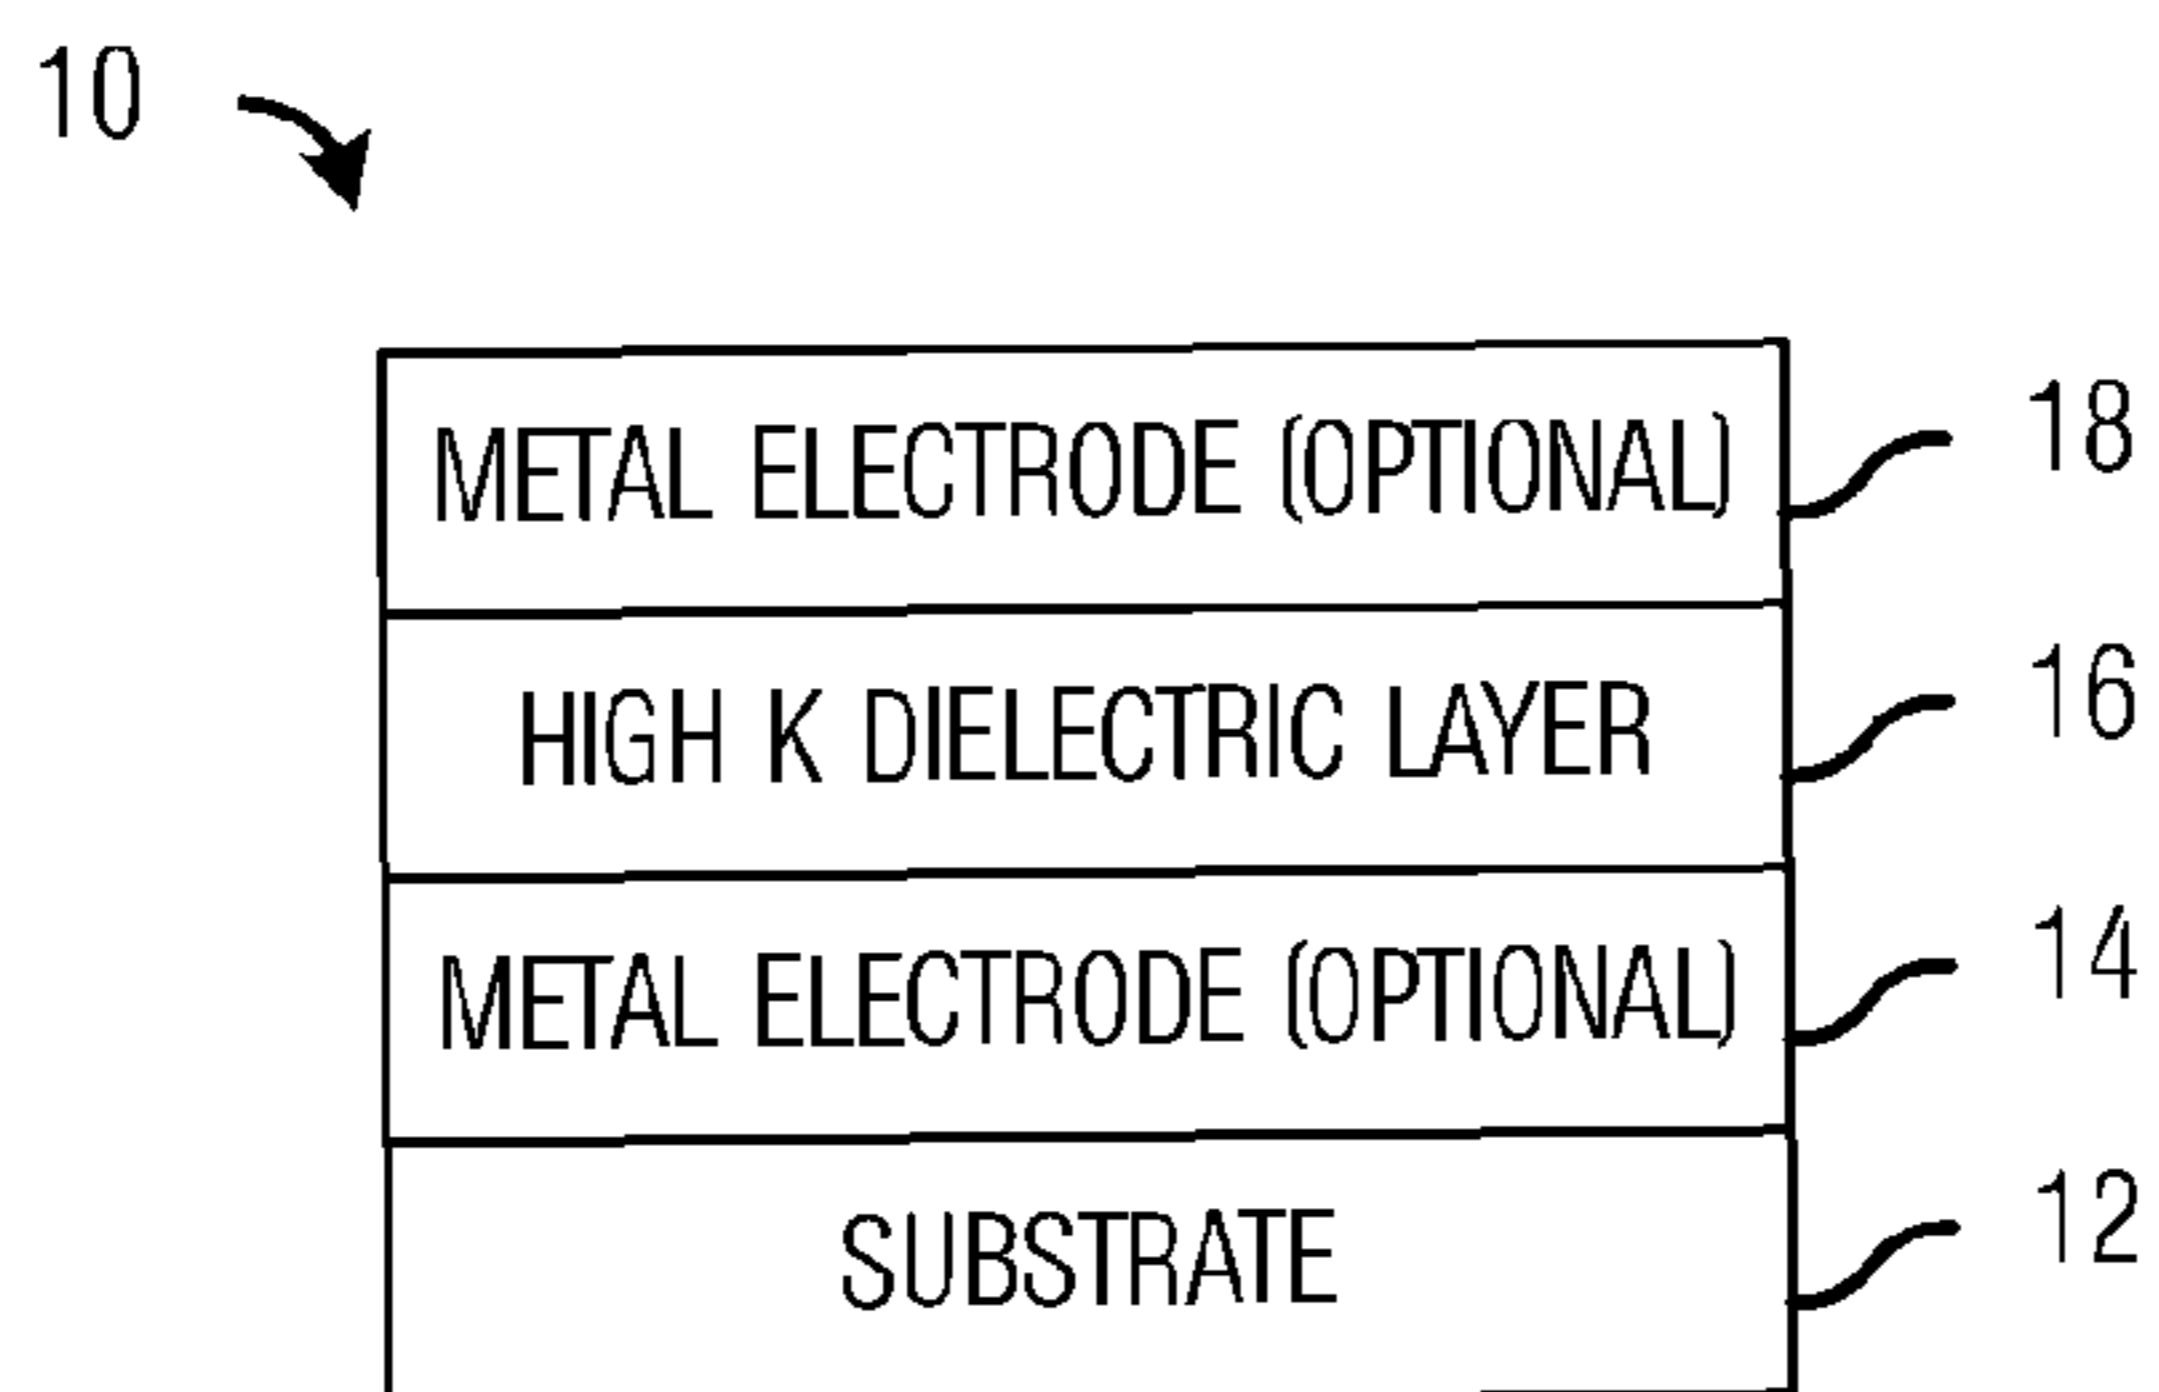 10
METAL ELECTRODE (OPTIONAL) 18
HIGH K DIELECTRIC LAYER 16
METAL ELECTRODE (OPTIONAL) 14
SUBSTRATE 12